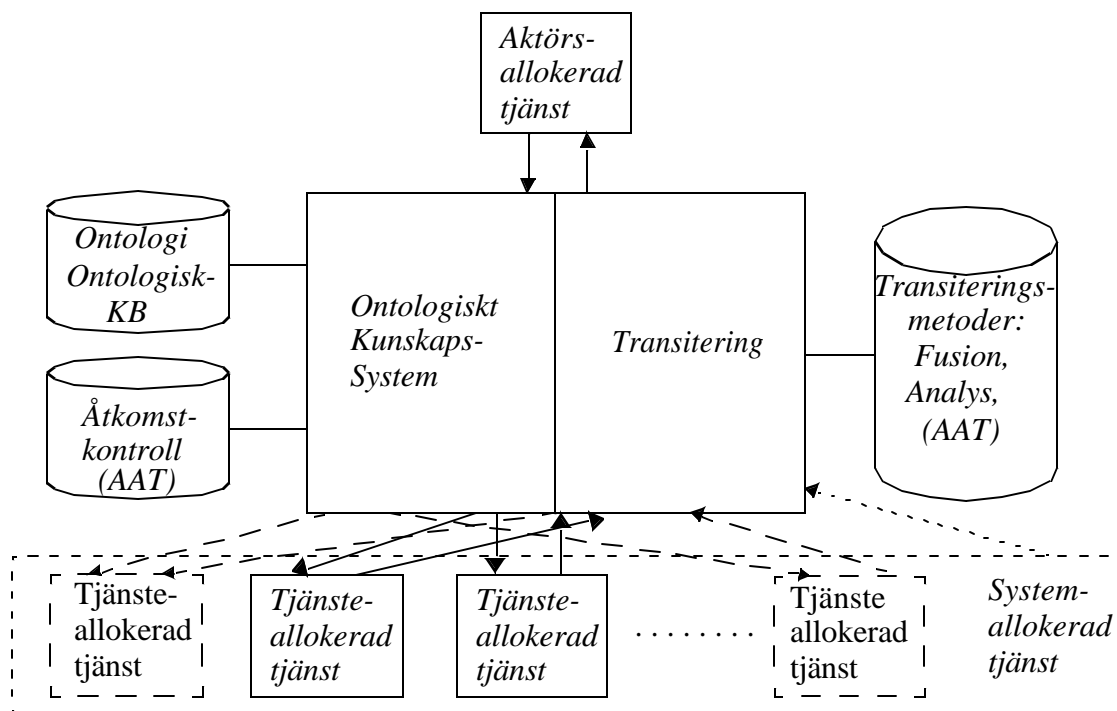 Aktörs-
allokerad
tjänst
Ontologi
Ontologisk-
KB
Åtkomst-
kontroll
(AAT)
Ontologiskt
Kunskaps-
System
Transitering
Transiterings-
metoder:
Fusion,
Analys,
(AAT)
Tjänste-
allokerad
tjänst
Tjänste-
allokerad
tjänst
Tjänste-
allokerad
tjänst
. . . . . . . .
Tjänste
allokerad
tjänst
System-
allokerad
tjänst